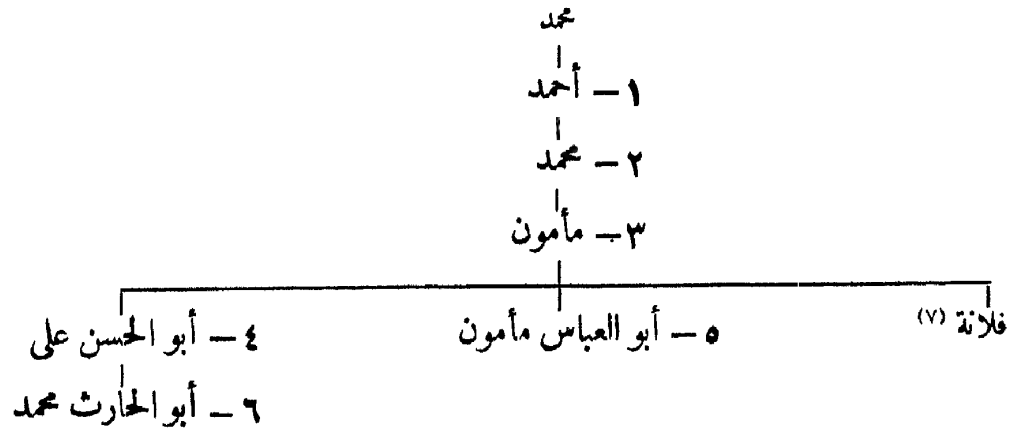 محمد
١ – أحمد
٢ – محمد
٣ – مأمون
فلانة (٧)
٥ – أبو العباس مأمون
٤ – أبو الحسن على
٦ – أبو الحارث محمد